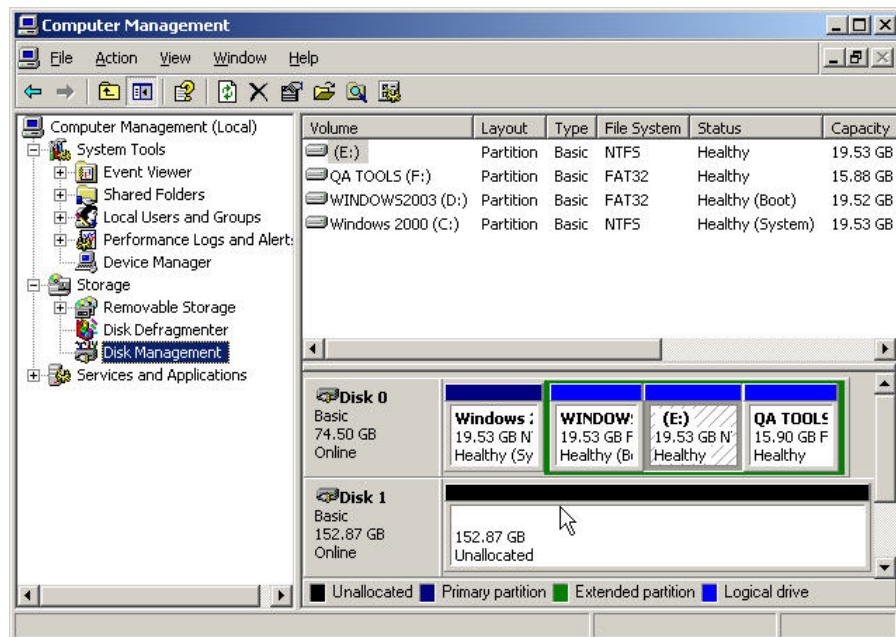 Computer Management
File Action View Window Help
Computer Management (Local)
System Tools
Event Viewer
Shared Folders
Local Users and Groups
Performance Logs and Alert:
Device Manager
Storage
Removable Storage
Disk Defragmenter
Disk Management
Services and Applications
Volume Layout Type File System Status Capacity
(E:) Partition Basic NTFS Healthy 19.53 GB
QA TOOLS (F:) Partition Basic FAT32 Healthy 15.88 GB
WINDOWS2003 (D:) Partition Basic FAT32 Healthy (Boot) 19.52 GB
Windows 2000 (C:) Partition Basic NTFS Healthy (System) 19.53 GB
Disk 0
Basic
74.50 GB
Online
Windows :
19.53 GB N
Healthy (Sy
WINDOW:
19.53 GB F
Healthy (B
(E:)
19.53 GB N
Healthy
QA TOOLS
15.90 GB F
Healthy
Disk 1
Basic
152.87 GB
Online
152.87 GB
Unallocated
Unallocated Primary partition Extended partition Logical drive